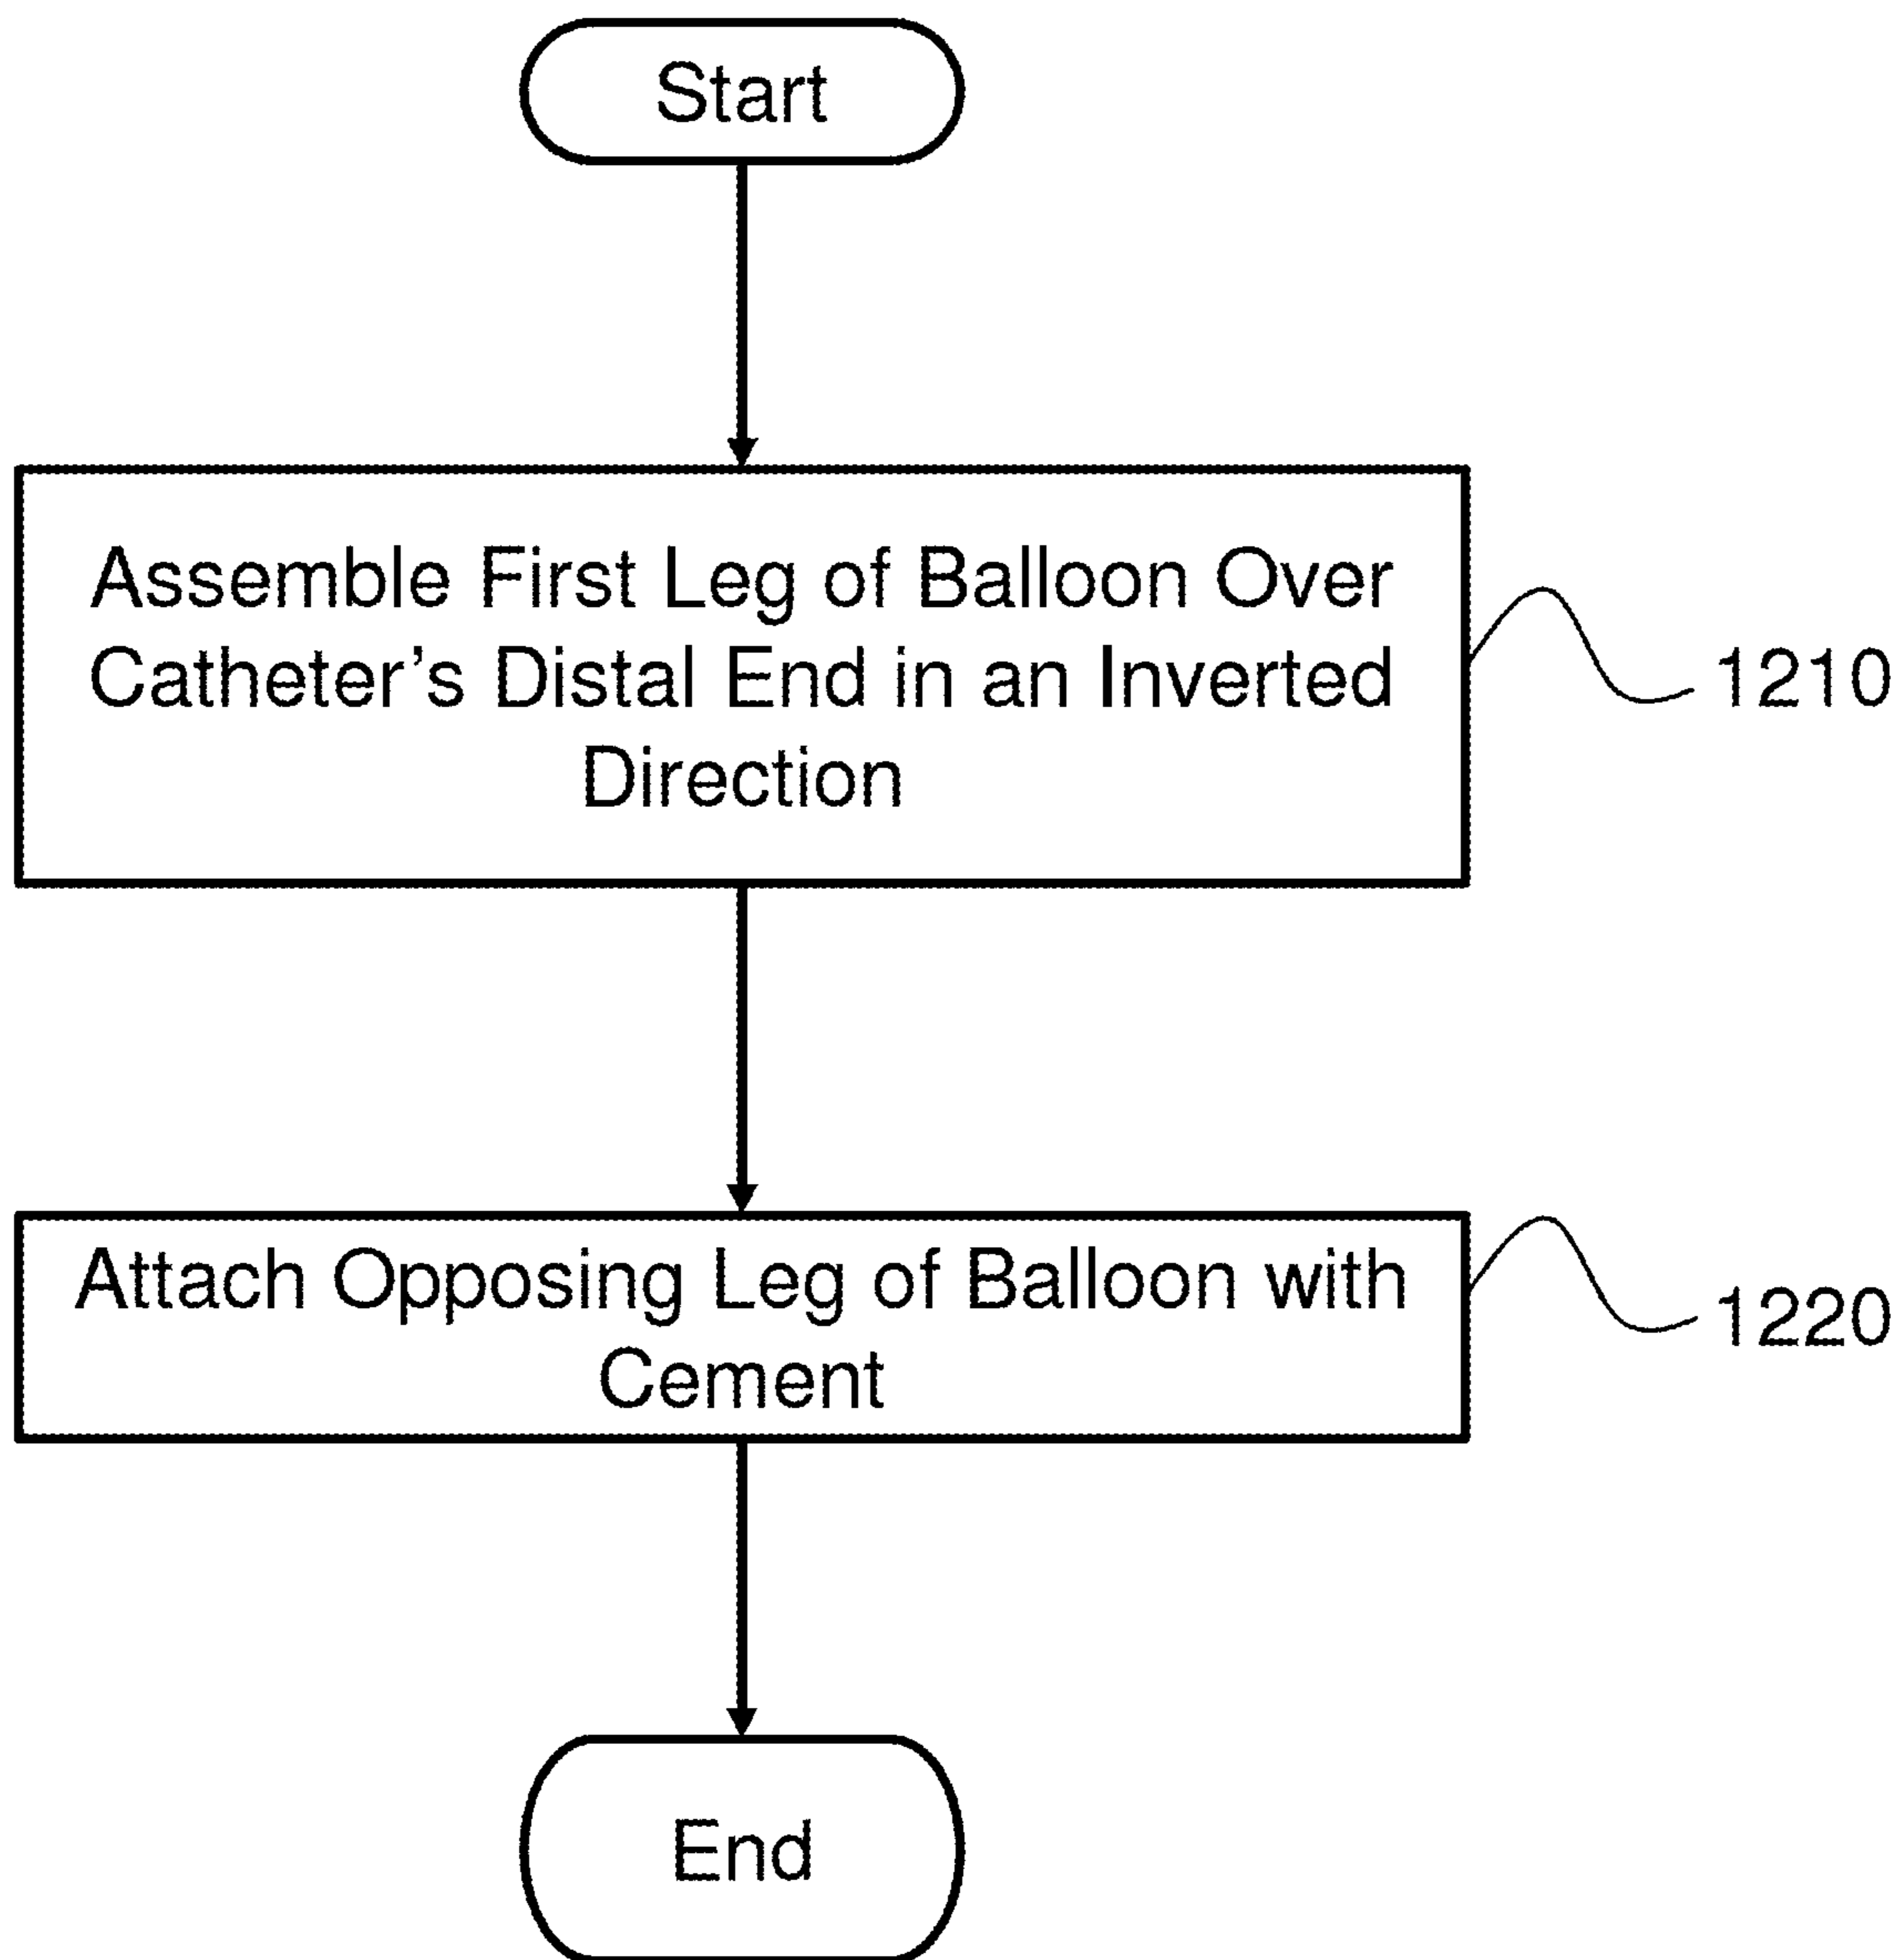 Start
Assemble First Leg of Balloon Over
Catheter's Distal End in an Inverted
Direction
1210
Attach Opposing Leg of Balloon with
Cement
1220
End